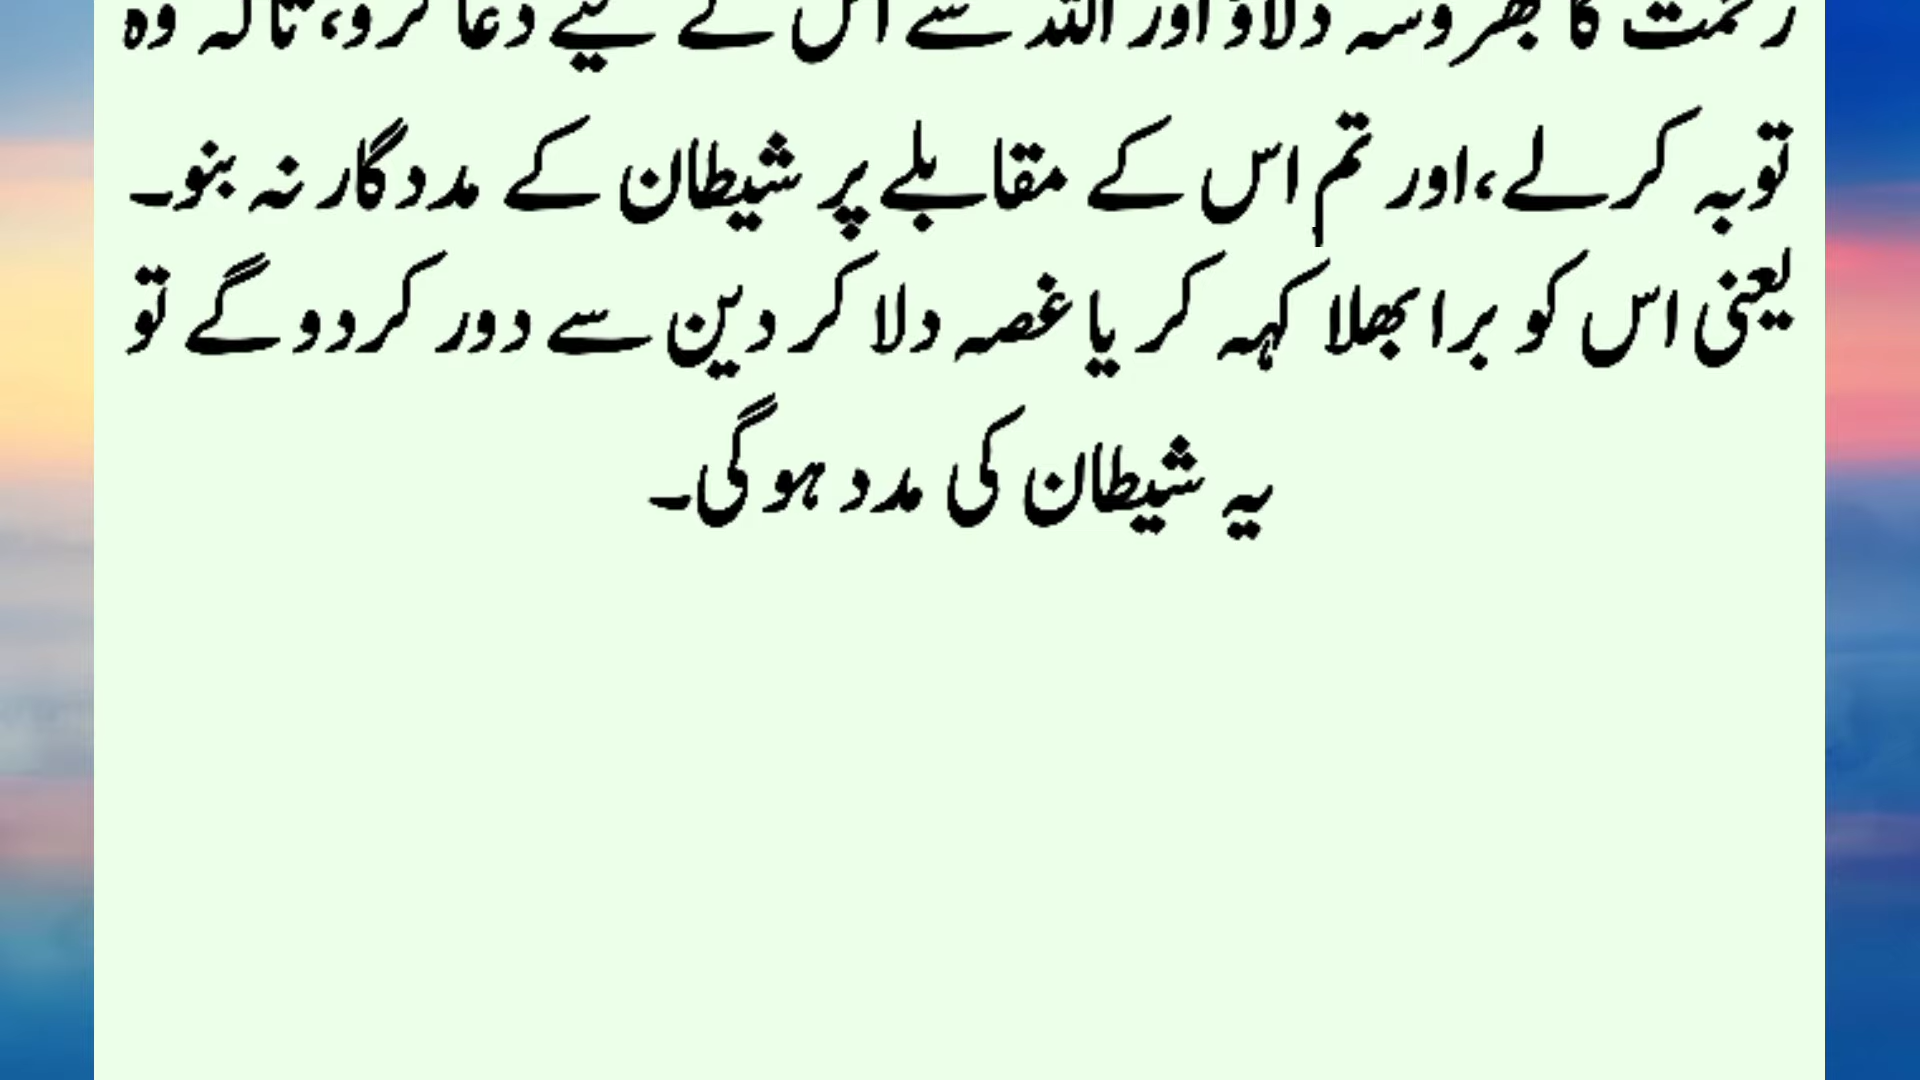 رحمت کا بھروسہ دلاؤ اور اللہ سے اس کے لیے دعا کرو، تاکہ وہ
توبہ کرلے، اور تم اس کے مقابلے پر شیطان کے مددگار نہ بنو۔
یعنی اس کو برا بھلا کہہ کر یا غصہ دلا کر دین سے دور کردو گے تو
یہ شیطان کی مدد ہوگی۔